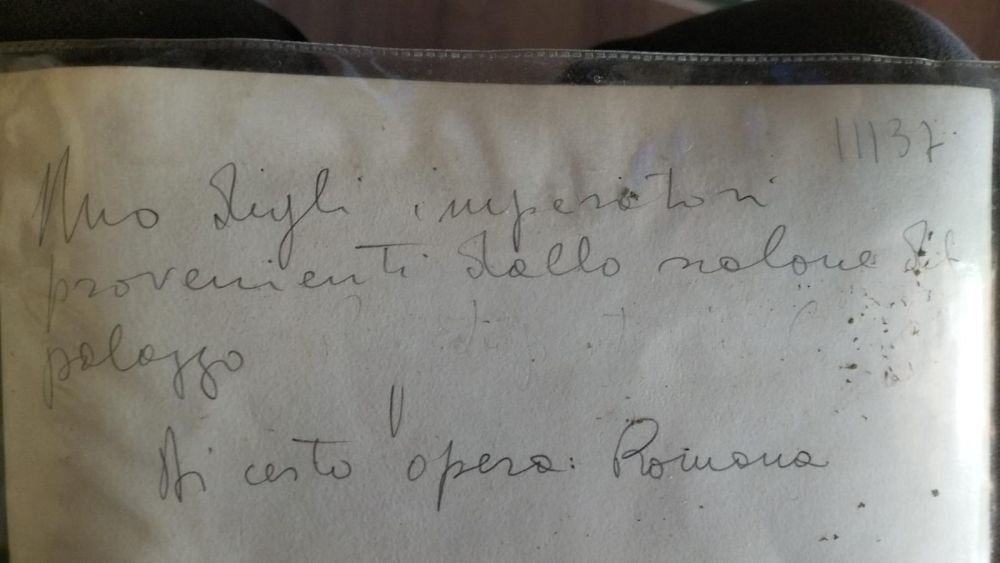 11137
Uno degli imperatori
provenienti dallo salone del
palazzo
Di certo opera Romana